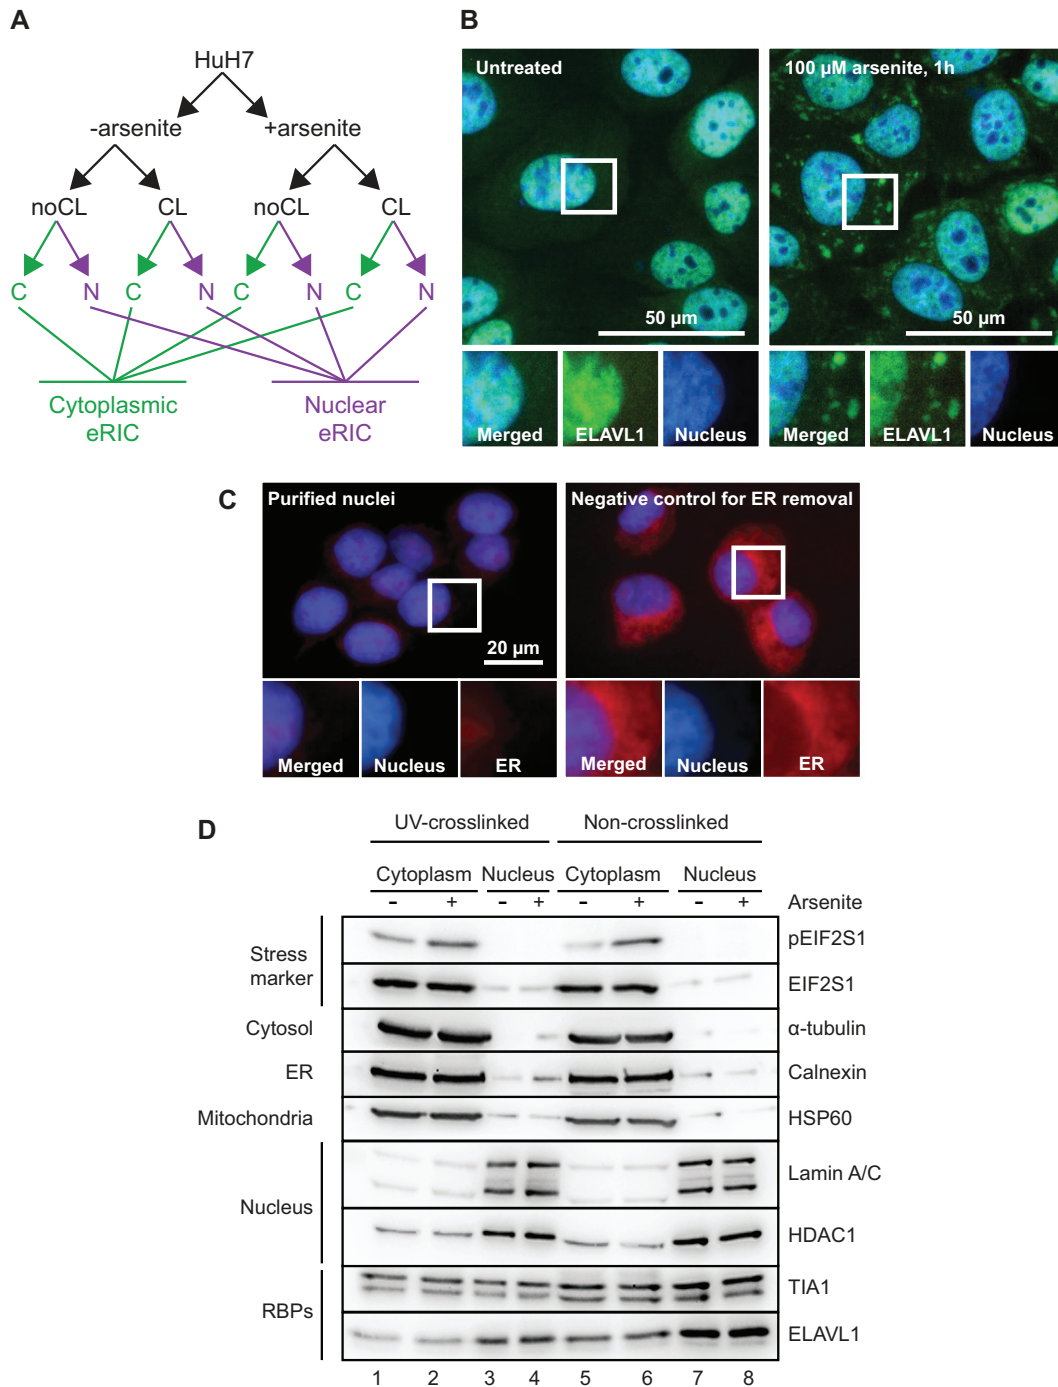 A
HuH7
-arsenite +arsenite
noCL CL noCL CL
C N C N C N C N
Cytoplasmic
eRIC
Nuclear
eRIC
B
Untreated
50 µm
Merged ELAVL1 Nucleus
100 µM arsenite, 1h
50 µm
Merged ELAVL1 Nucleus
C
Purified nuclei
20 µm
Merged Nucleus ER
Negative control for ER removal
Merged Nucleus ER
D
UV-crosslinked Non-crosslinked
Cytoplasm Nucleus Cytoplasm Nucleus
- + - + - + - + Arsenite
Stress
marker
pEIF2S1
EIF2S1
Cytosol α-tubulin
ER Calnexin
Mitochondria HSP60
Nucleus
Lamin A/C
HDAC1
RBPs
TIA1
ELAVL1
1 2 3 4 5 6 7 8